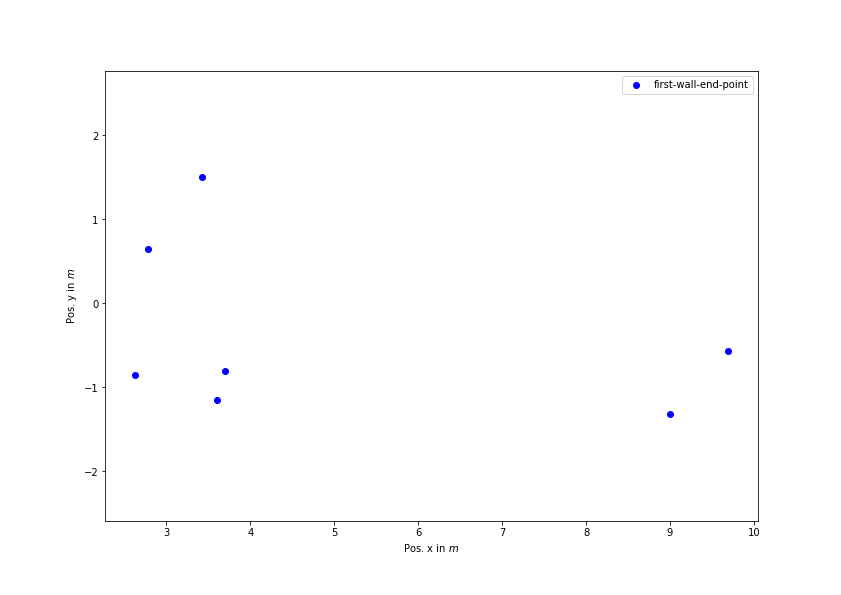 first-wall-end-point
2
1
0
−1
−2
Pos. y in m
3 4 5 6 7 8 9 10
Pos. x in m